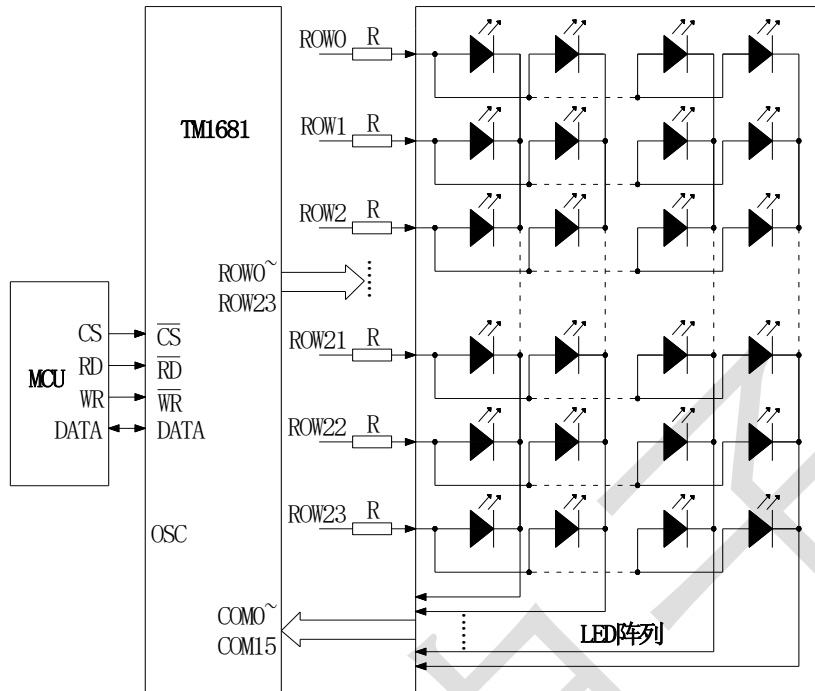 ROW0 R
TM1681
ROW1 R
ROW2 R
ROW0~
ROW23
CS
RD
WR
DATA
MCU
CS
RD
WR
DATA
ROW21 R
ROW22 R
ROW23 R
OSC
COM0~
COM15
LED阵列